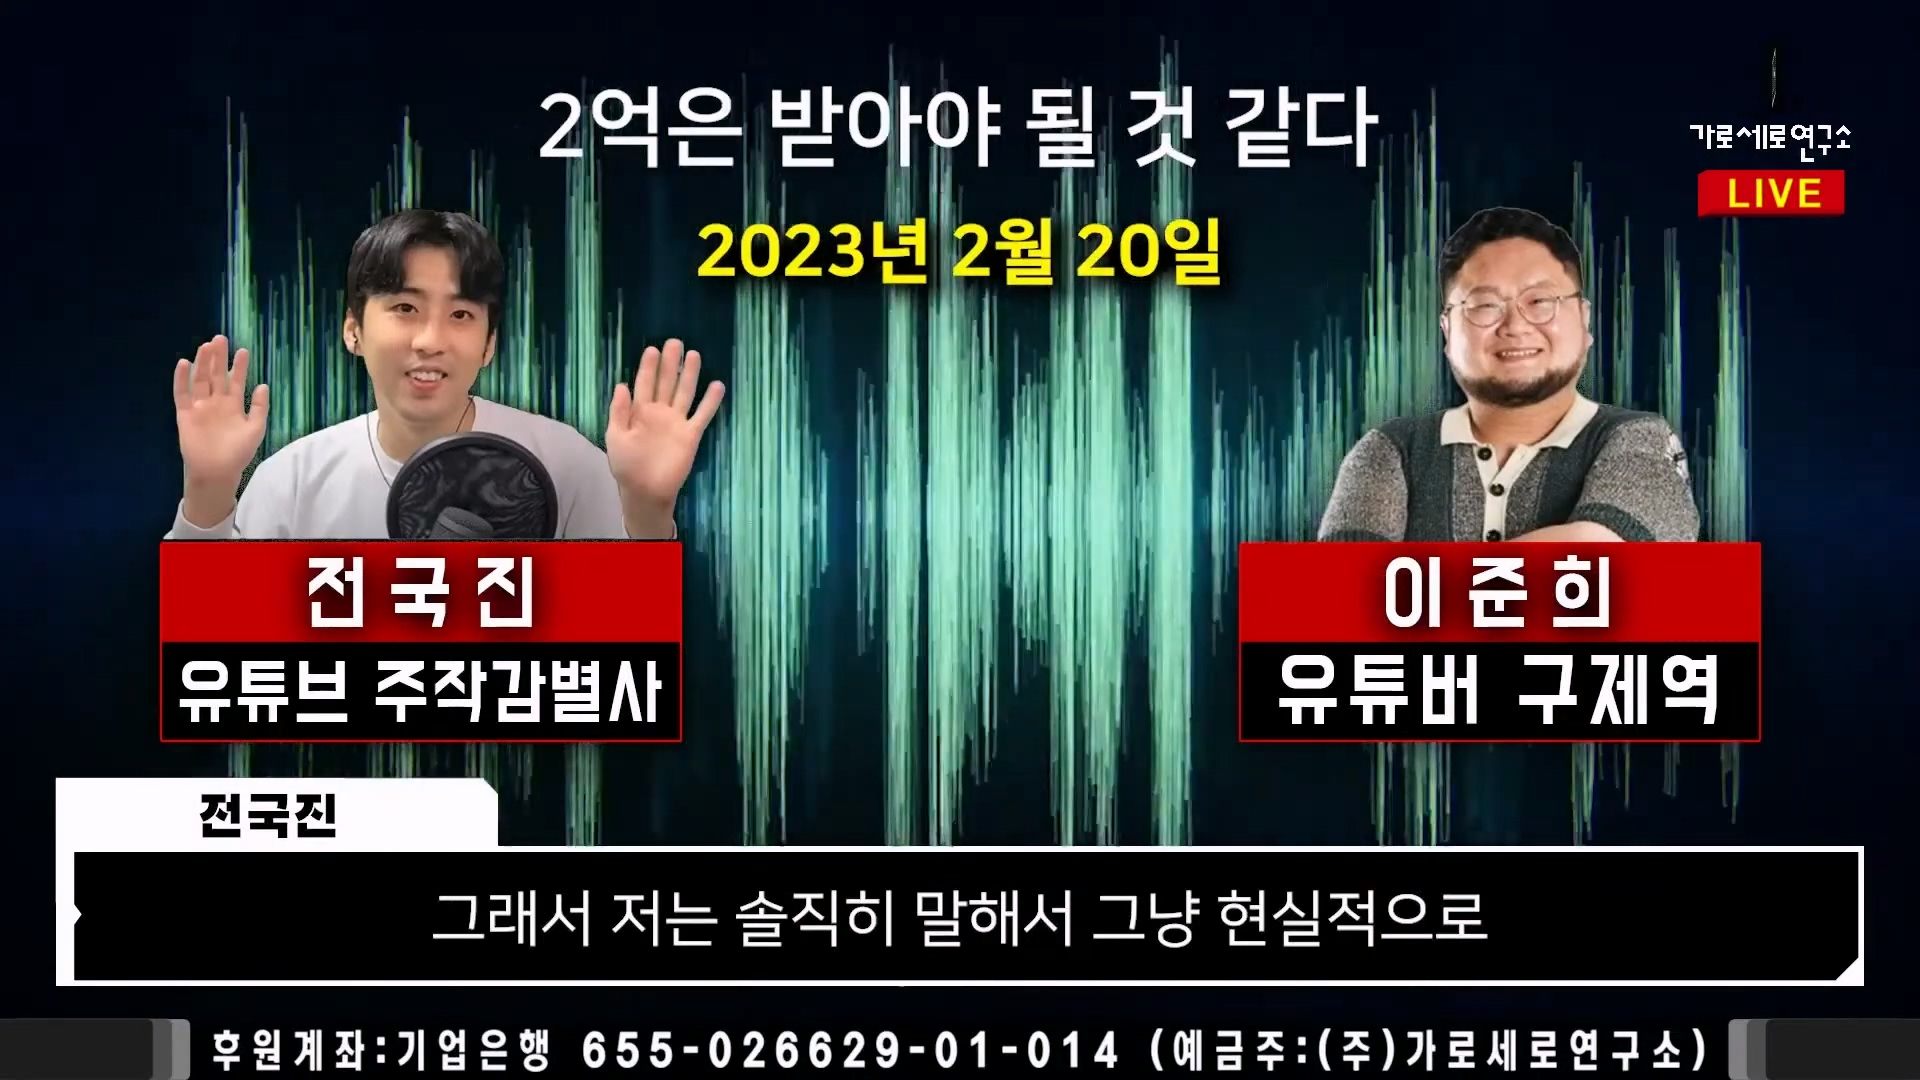 2억은 받아야 될 것 같다
가로세로연구소
LIVE
2023년 2월 20일
전국진
유튜브 주작감별사
이준희
유튜버 구제역
전국진
그래서 저는 솔직히 말해서 그냥 현실적으로
후원계좌:기업은행 655-026629-01-014 (예금주:(주)가로세로연구소)